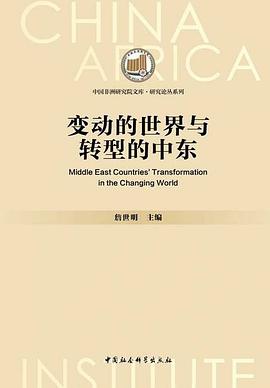 CHINA
AFRICA
中国非洲研究院文库·研究论丛系列
变动的世界与
转型的中东
Middle East Countries' Transformation
in the Changing World
詹世明 主编
中国社会科学出版社
INSTITUTE